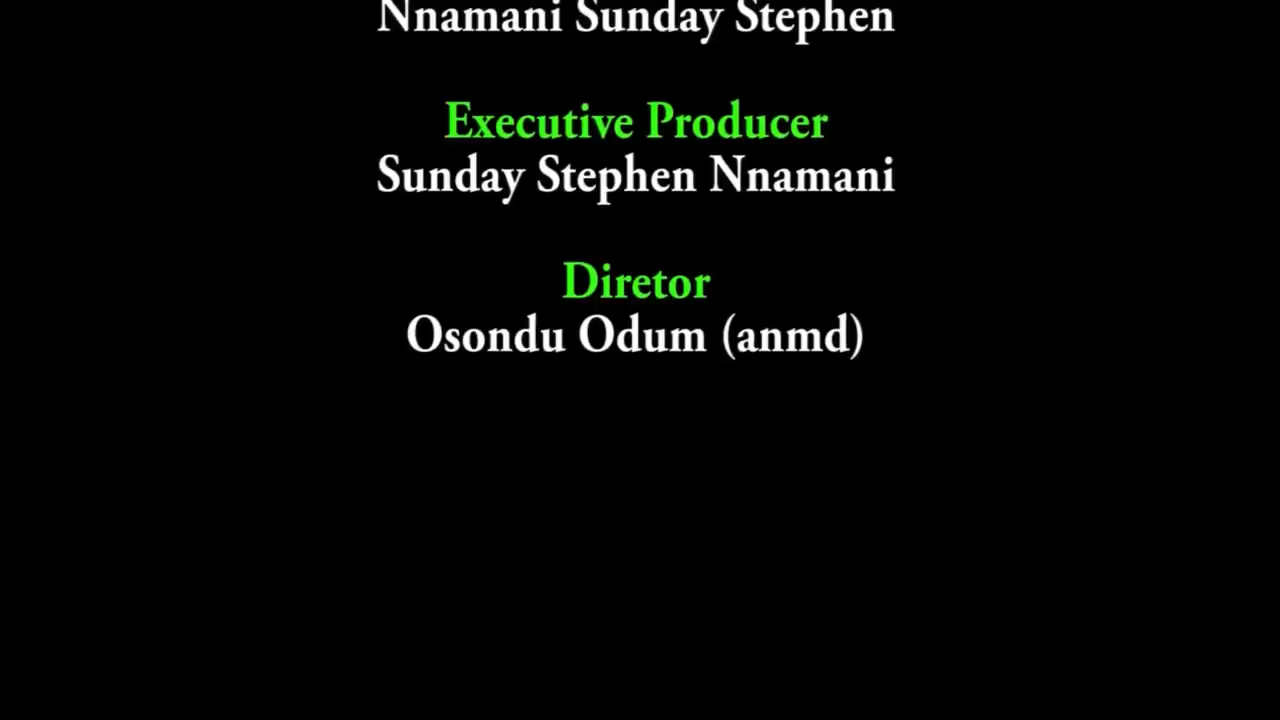 Nnamani Sunday Stephen
Executive Producer
Sunday Stephen Nnamani
Diretor
Osondu Odum (anmd)